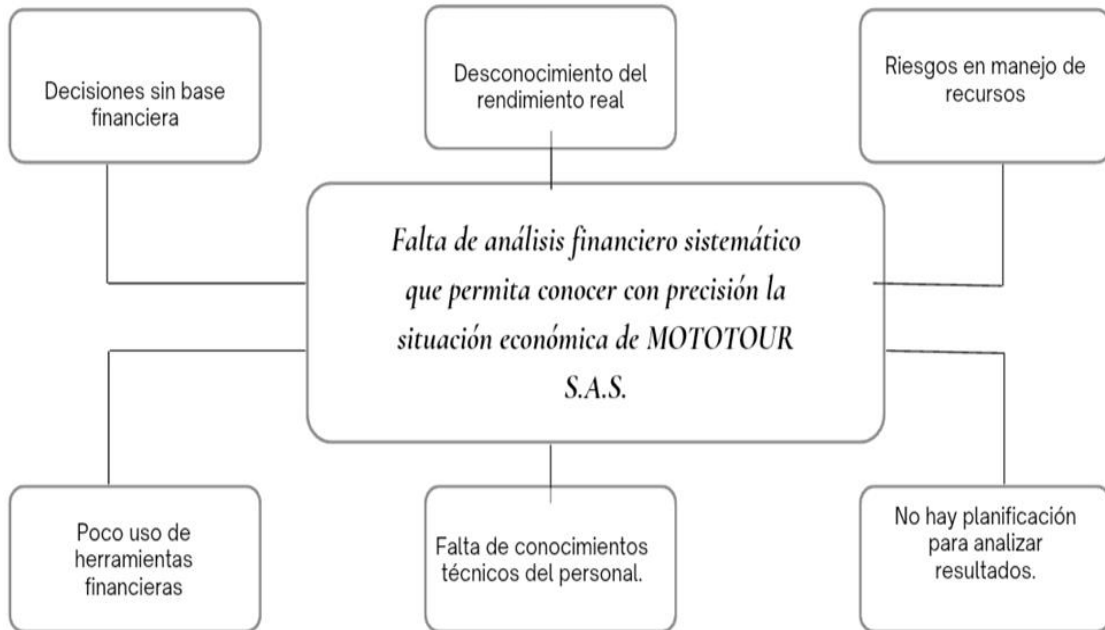 Decisiones sin base
financiera
Desconocimiento del
rendimiento real
Riesgos en manejo de
recursos
Falta de análisis financiero sistemático
que permita conocer con precisión la
situación económica de MOTOTOUR
S.A.S.
Poco uso de
herramientas
financieras
Falta de conocimientos
técnicos del personal.
No hay planificación
para analizar
resultados.